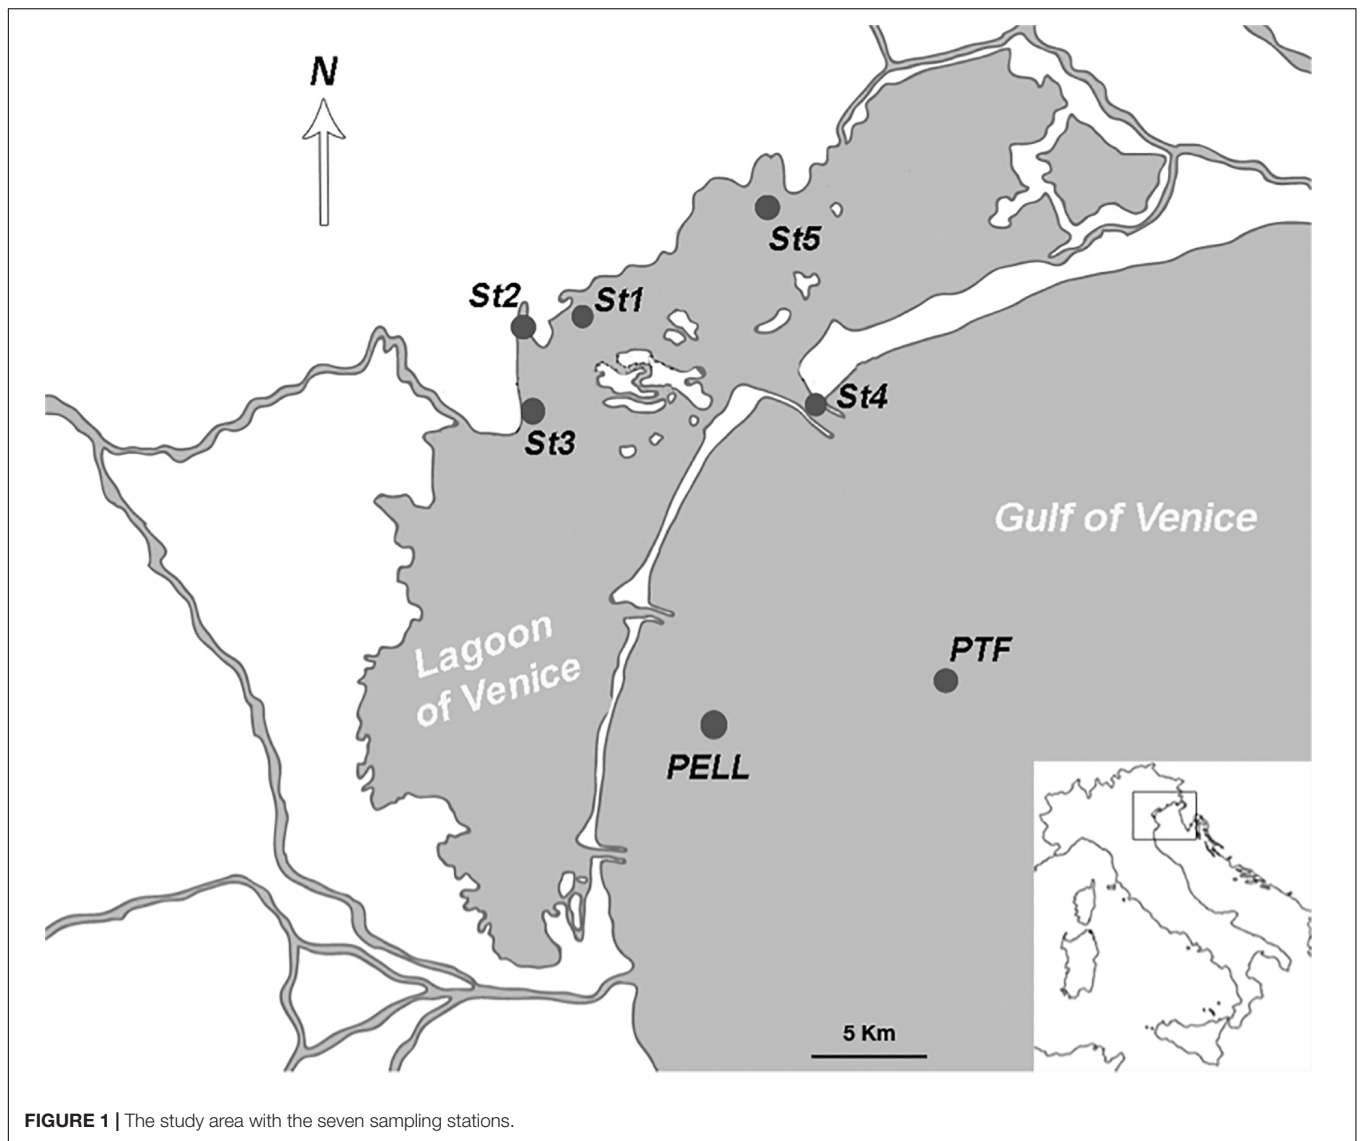 N
St5
St2
St1
St4
St3
Gulf of Venice
Lagoon
of Venice
PTF
PELL
5 Km
FIGURE 1 | The study area with the seven sampling stations.